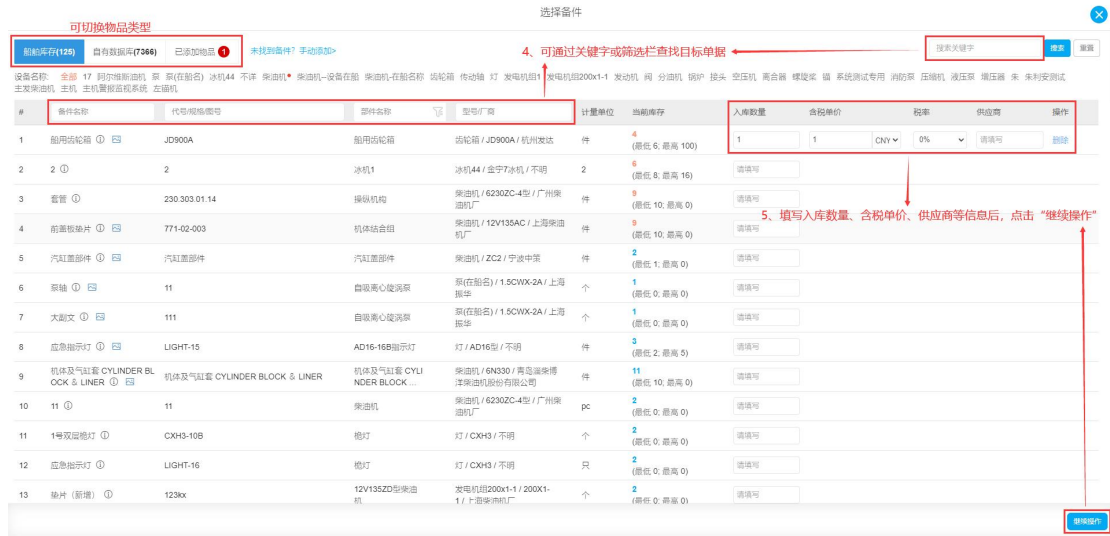 选择备件
可切换物品类型
船舶库存(125) 自有数据库(7366) 已添加物品 1 未找到备件？手动添加>
4、可通过关键字或筛选栏查找目标单据
搜索关键字 搜索 重置
设备名称: 全部 17 阿尔维斯油机 泵 泵(在船名) 冰机44 不详 柴油机 柴油机--设备在船 柴油机-在船名称 齿轮箱 传动轴 灯 发电机组1 发电机组200x1-1 发动机 阀 分油机 锅炉 接头 空压机 离合器 螺旋桨 锚 系统测试专用 消防泵 压缩机 液压泵 增压器 朱 朱利安测试
主发柴油机 主机 主机警报监视系统 左锚机
# 备件名称 代号/规格/图号 部件名称 型号/厂商 计量单位 当前库存 入库数量 含税单价 税率 供应商 操作
1 船用齿轮箱 JD900A 船用齿轮箱 齿轮箱 / JD900A / 杭州发达 件 4 (最低 6; 最高 100) 1 1 CNY 0% 请填写 删除
2 2 2 冰机1 冰机44 / 金宁7冰机 / 不明 2 6 (最低 8; 最高 16) 请填写
3 套管 230.303.01.14 操纵机构 柴油机 / 6230ZC-4型 / 广州柴油机厂 件 9 (最低 10; 最高 0) 请填写
5、填写入库数量、含税单价、供应商等信息后，点击“继续操作”
4 前盖板垫片 771-02-003 机体结合组 柴油机 / 12V135AC / 上海柴油机厂 件 9 (最低 10; 最高 0) 请填写
5 汽缸盖部件 汽缸盖部件 汽缸盖部件 柴油机 / ZC2 / 宁波中策 件 2 (最低 1; 最高 0) 请填写
6 泵轴 11 自吸离心旋涡泵 泵(在船名) / 1.5CWX-2A / 上海振华 个 1 (最低 0; 最高 0) 请填写
7 大副文 111 自吸离心旋涡泵 泵(在船名) / 1.5CWX-2A / 上海振华 个 1 (最低 0; 最高 0) 请填写
8 应急指示灯 LIGHT-15 AD16-16B指示灯 灯 / AD16型 / 不明 件 3 (最低 2; 最高 5) 请填写
9 机体及气缸套 CYLINDER BLOCK & LINER 机体及气缸套 CYLINDER BLOCK & LINER 机体及气缸套 CYLINDER BLOCK ... 柴油机 / 6N330 / 青岛淄柴博洋柴油机股份有限公司 件 11 (最低 10; 最高 0) 请填写
10 11 11 柴油机 柴油机 / 6230ZC-4型 / 广州柴油机厂 pc 2 (最低 0; 最高 0) 请填写
11 1号双层桅灯 CXH3-10B 桅灯 灯 / CXH3 / 不明 个 2 (最低 0; 最高 0) 请填写
12 应急指示灯 LIGHT-16 桅灯 灯 / CXH3 / 不明 只 2 (最低 0; 最高 0) 请填写
13 垫片（新增） 123kx 12V135ZD型柴油机 发电机组200x1-1 / 200X1-1 / 上海柴油机厂 个 2 (最低 0; 最高 0) 请填写
继续操作